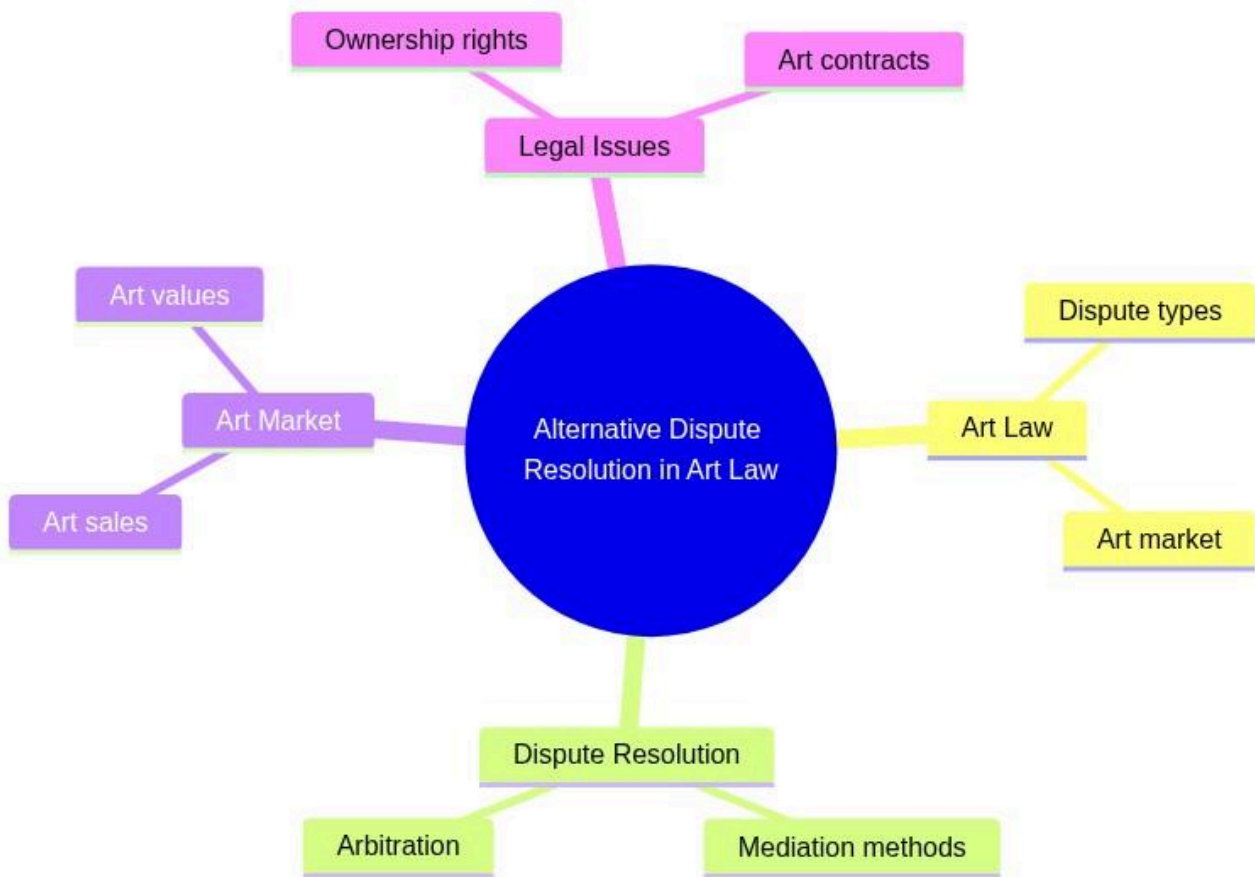 Ownership rights
Art contracts
Legal Issues
Art values
Dispute types
Art Market
Art Law
Alternative Dispute
Resolution in Art Law
Art sales
Art market
Dispute Resolution
Arbitration
Mediation methods